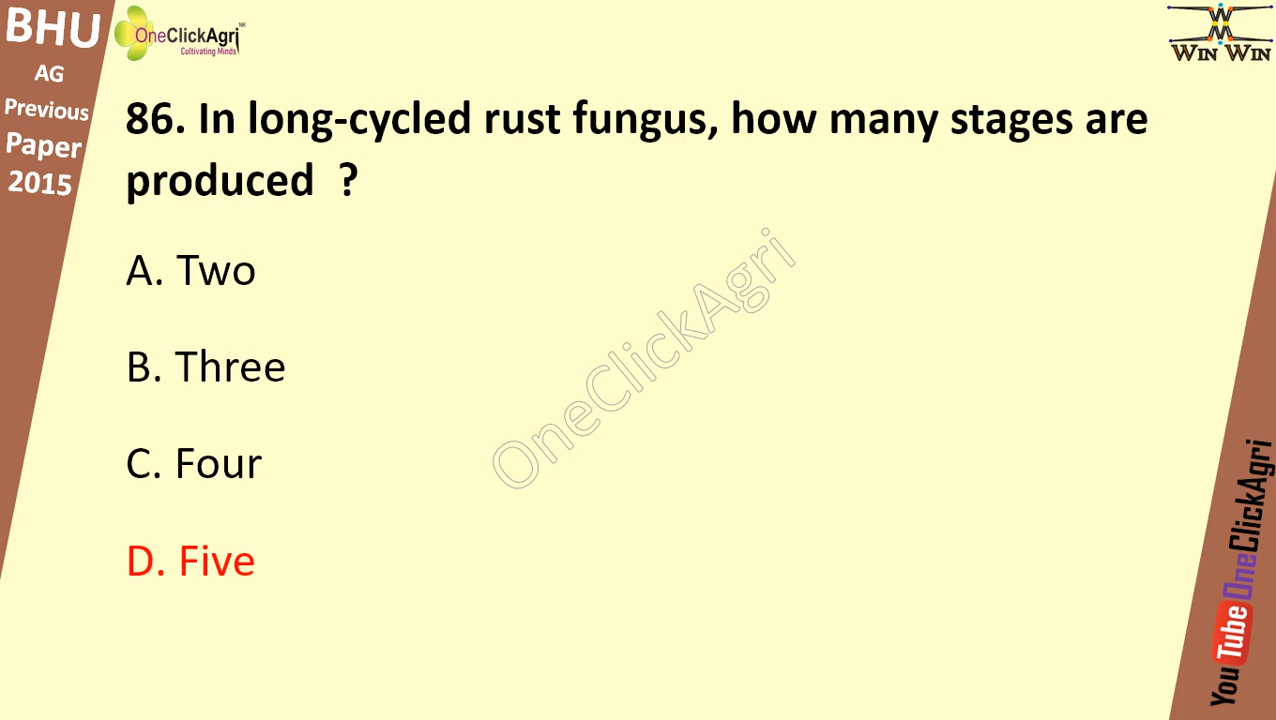 BHU
AG
Previous
Paper
2015
OneClickAgri NK
Cultivating Minds
WIN WIN
86. In long-cycled rust fungus, how many stages are
produced ?
A. Two
B. Three
C. Four
D. Five
OneClickAgri
YouTube OneClickAgri